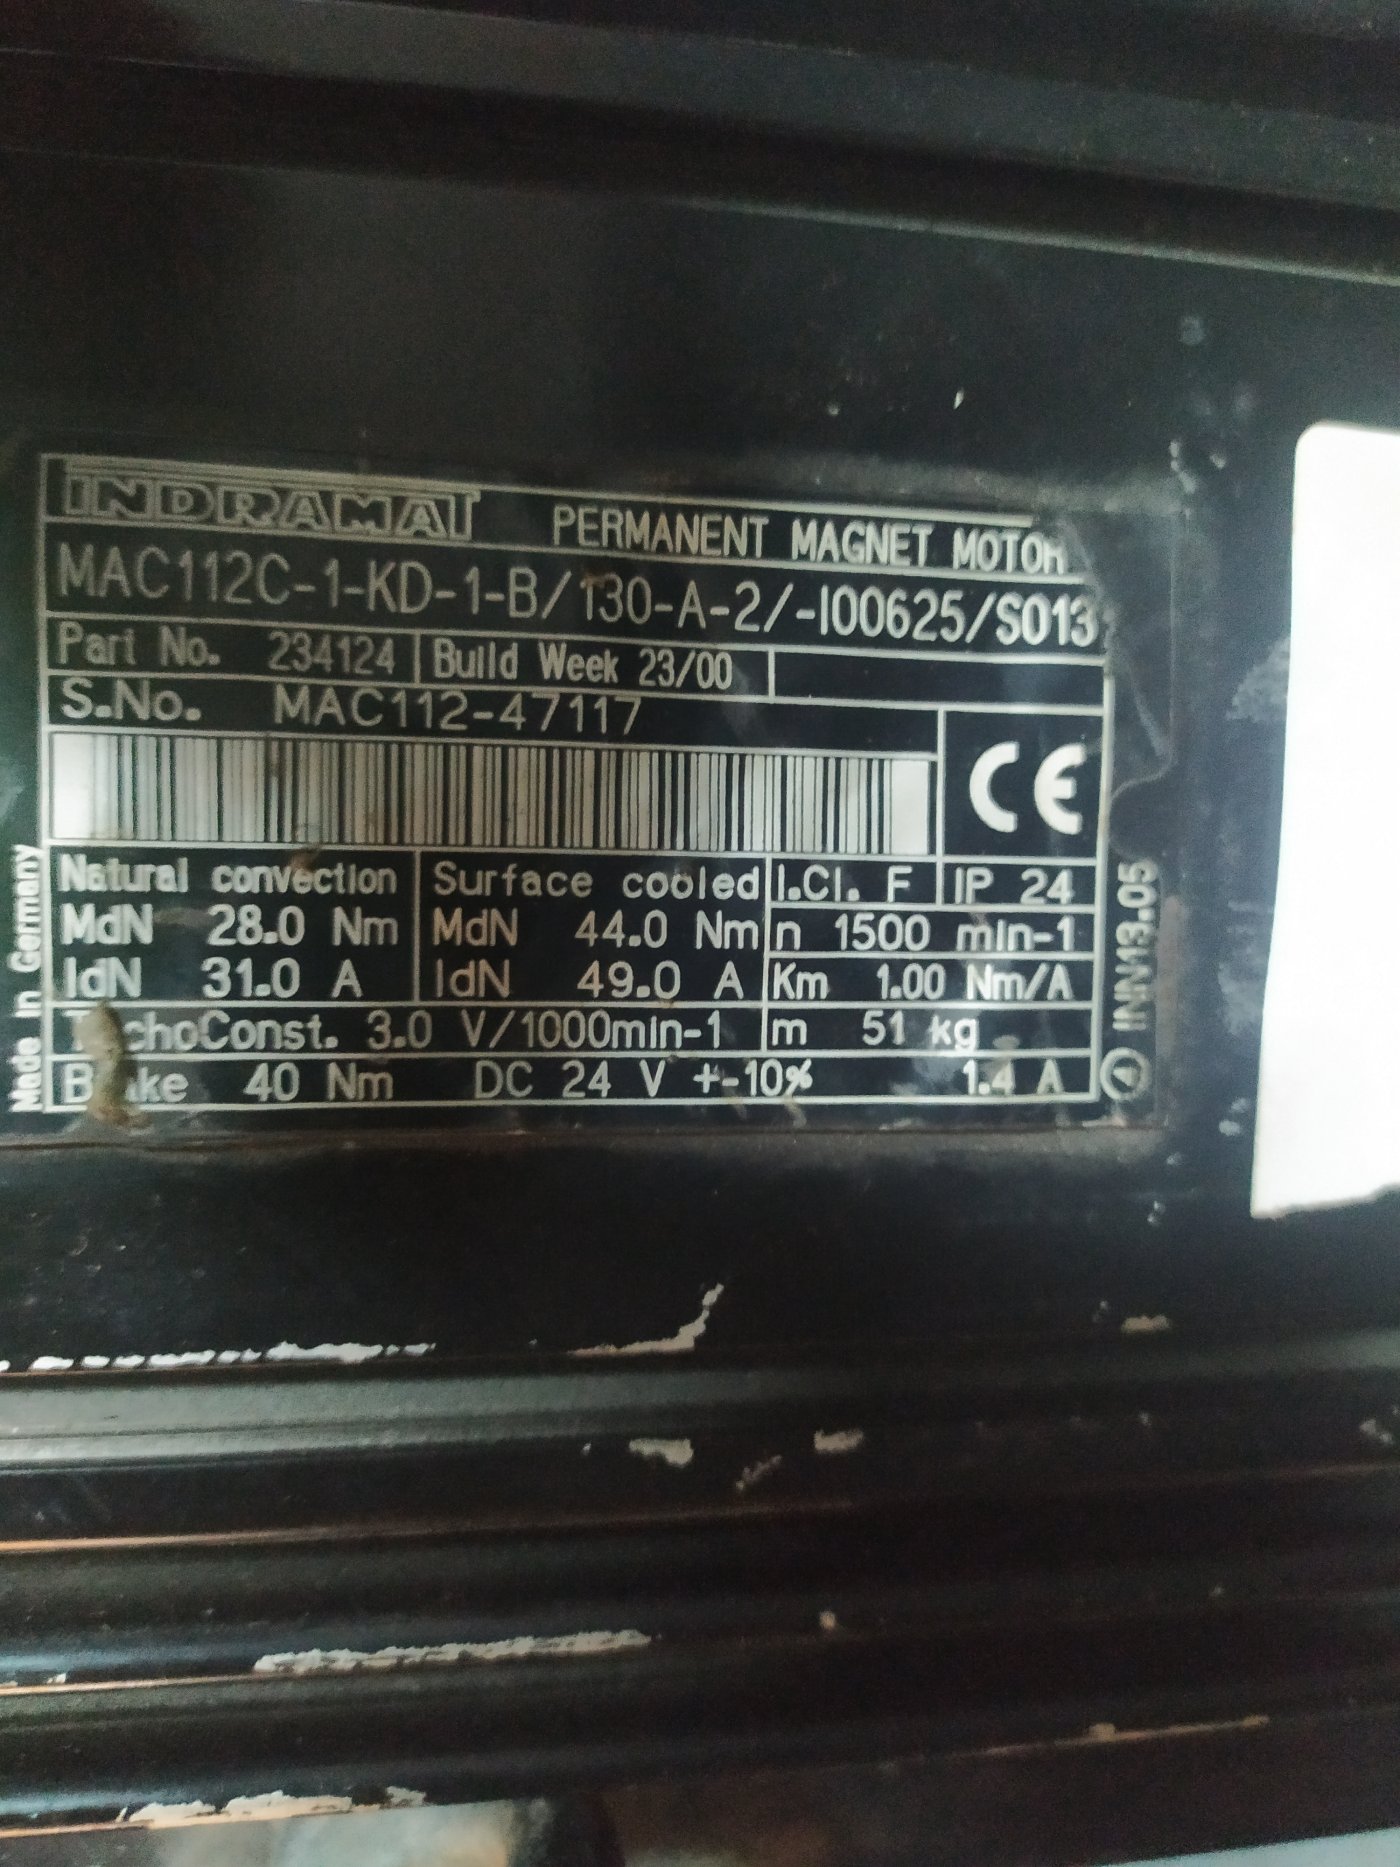 INDRAMAT PERMANENT MAGNET MOTOR
MAC112C-1-KD-1-B/130-A-2/-I00625/S013
Part No. 234124 Build Week 23/00
S.No. MAC112-47117
CE
Natural convection Surface cooled I.Cl. F IP 24
MdN 28.0 Nm MdN 44.0 Nm n 1500 min-1
IdN 31.0 A IdN 49.0 A Km 1.00 Nm/A
TachoConst. 3.0 V/1000min-1 m 51 kg
Brake 40 Nm DC 24 V +-10% 1.4 A
Made in Germany
INN13.05